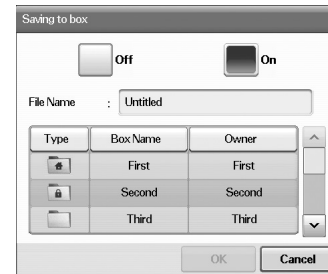 Saving to box
Off On
File Name : Untitled
Type Box Name Owner
First First
Second Second
Third Third
OK Cancel